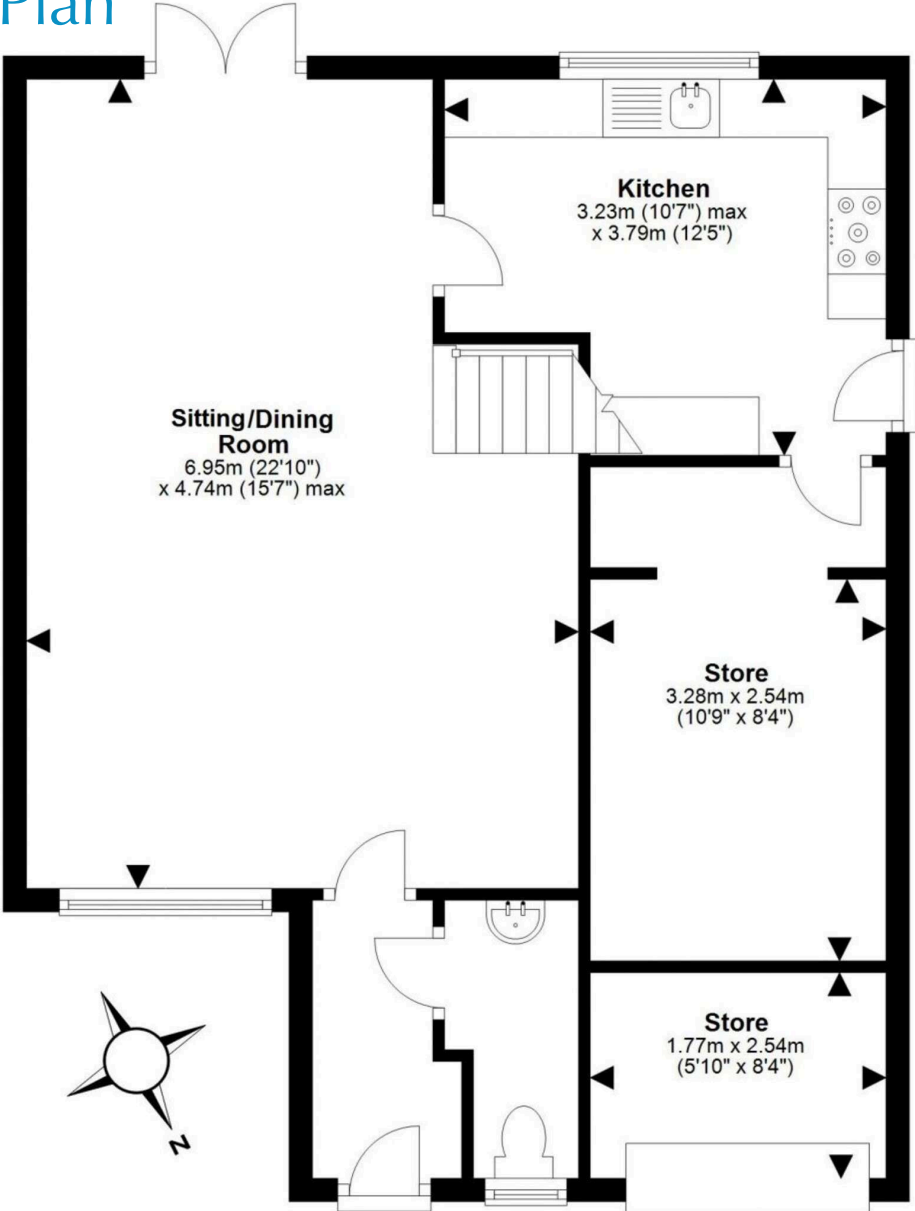 Plan
Kitchen
3.23m (10'7") max
x 3.79m (12'5")
Sitting/Dining
Room
6.95m (22'10")
x 4.74m (15'7") max
Store
3.28m x 2.54m
(10'9" x 8'4")
Store
1.77m x 2.54m
(5'10" x 8'4")
N